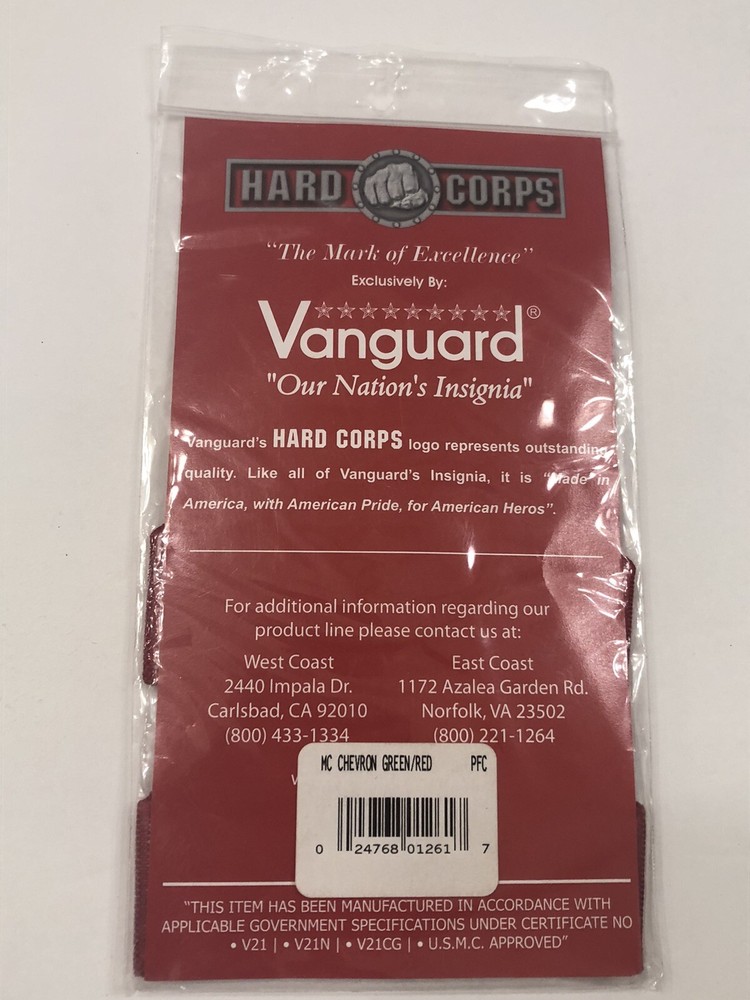 HARD CORPS
“The Mark of Excellence”
Exclusively By:
Vanguard®
"Our Nation's Insignia"
Vanguard's HARD CORPS logo represents outstanding
quality. Like all of Vanguard's Insignia, it is “Made in
America, with American Pride, for American Heros”.
For additional information regarding our
product line please contact us at:
West Coast
2440 Impala Dr.
Carlsbad, CA 92010
(800) 433-1334
East Coast
1172 Azalea Garden Rd.
Norfolk, VA 23502
(800) 221-1264
MC CHEVRON GREEN/RED PFC
0 24768 01261 7
“THIS ITEM HAS BEEN MANUFACTURED IN ACCORDANCE WITH
APPLICABLE GOVERNMENT SPECIFICATIONS UNDER CERTIFICATE NO
• V21 | • V21N | • V21CG | • U.S.M.C. APPROVED”